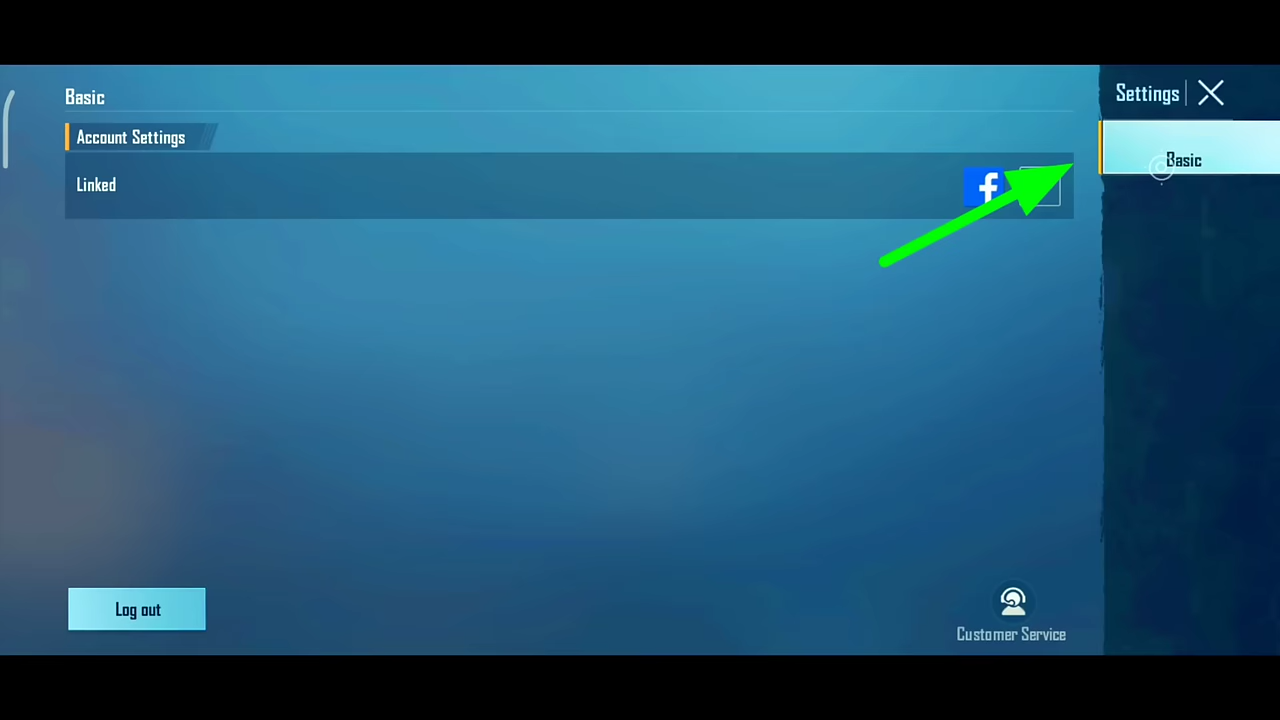 Basic
Settings
Account Settings
Basic
Linked
Log out
Customer Service